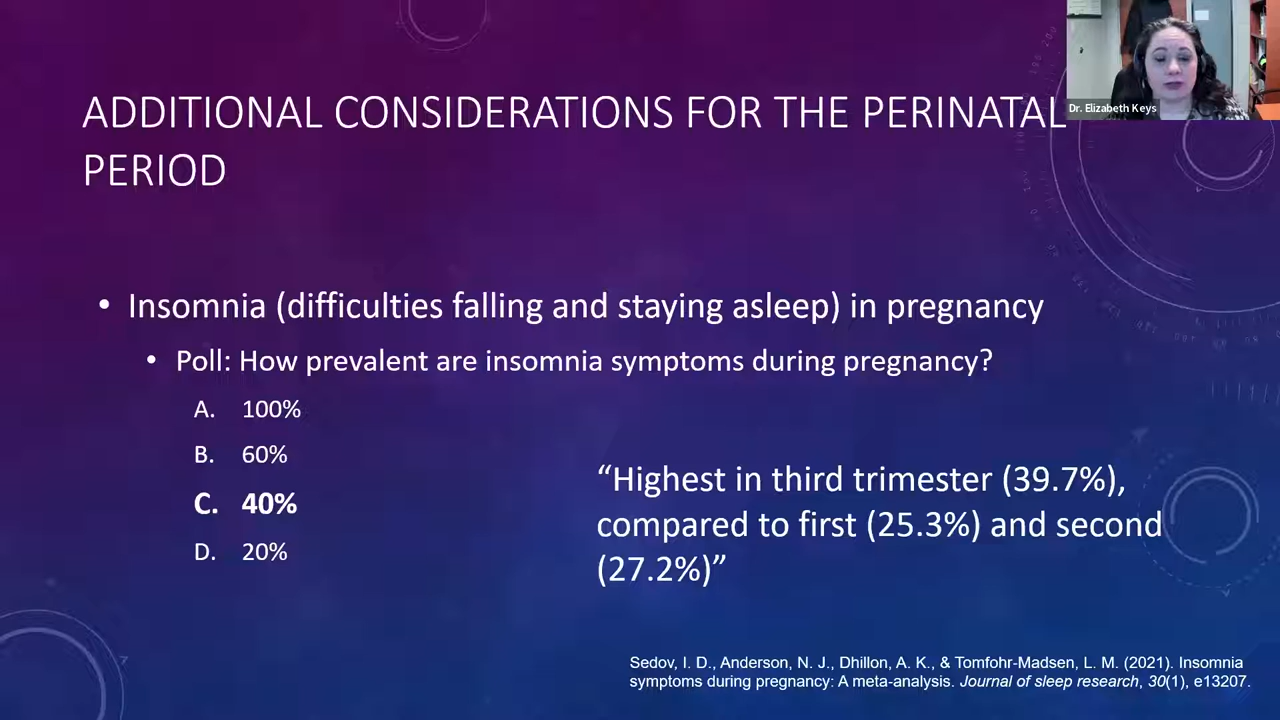 ADDITIONAL CONSIDERATIONS FOR THE PERINATAL
PERIOD
Dr. Elizabeth Keys
• Insomnia (difficulties falling and staying asleep) in pregnancy
• Poll: How prevalent are insomnia symptoms during pregnancy?
A. 100%
B. 60%
C. 40%
D. 20%
“Highest in third trimester (39.7%),
compared to first (25.3%) and second
(27.2%)”
Sedov, I. D., Anderson, N. J., Dhillon, A. K., & Tomfohr-Madsen, L. M. (2021). Insomnia
symptoms during pregnancy: A meta-analysis. Journal of sleep research, 30(1), e13207.